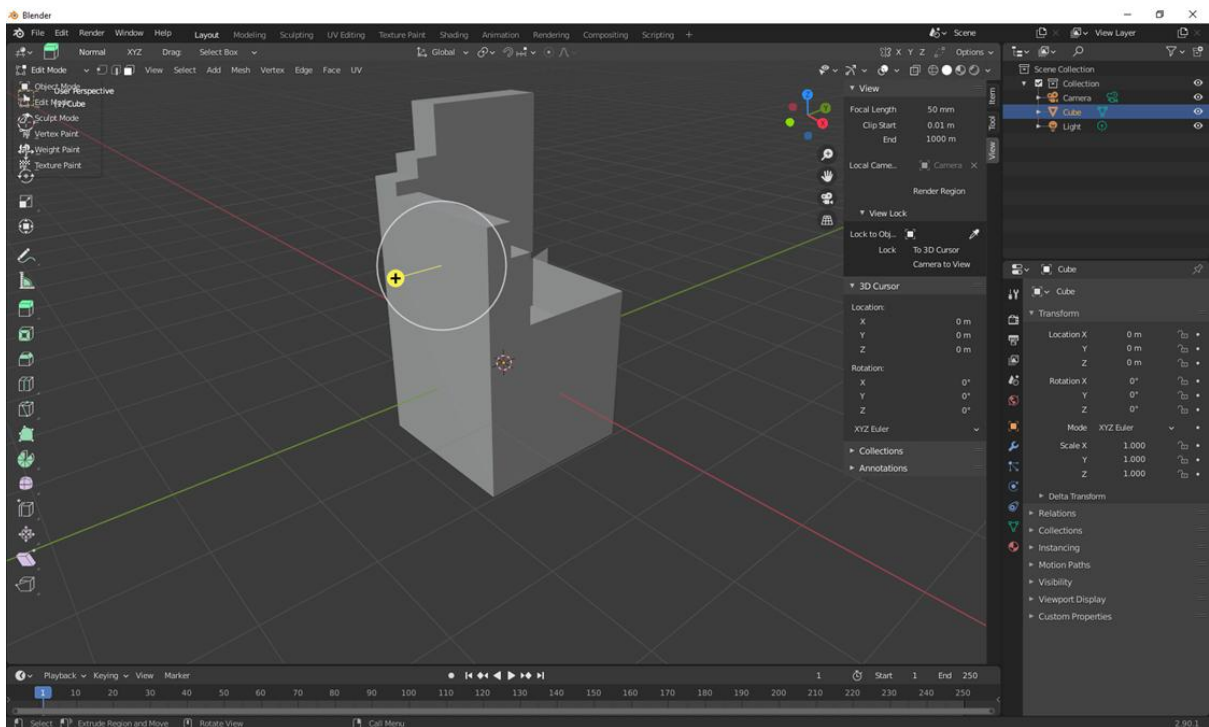 Blender
File Edit Render Window Help Layout Modeling Sculpting UV Editing Texture Paint Shading Animation Rendering Compositing Scripting + Scene View Layer
Normal XYZ Drag: Select Box Global X Y Z Options
Edit Mode View Select Add Mesh Vertex Edge Face UV
Object Mode
User Perspective
Edit Mode
(1) Cube
Sculpt Mode
Vertex Paint
Weight Paint
Texture Paint
Z
Y
X
View
Focal Length 50 mm
Clip Start 0.01 m
End 1000 m
Local Came... Camera
Render Region
View Lock
Lock to Obj...
Lock To 3D Cursor
Camera to View
3D Cursor
Location:
X 0 m
Y 0 m
Z 0 m
Rotation:
X 0°
Y 0°
Z 0°
XYZ Euler
Collections
Annotations
Item
Tool
View
Scene Collection
Collection
Camera
Cube
Light
Cube
Cube
Transform
Location X 0 m
Y 0 m
Z 0 m
Rotation X 0°
Y 0°
Z 0°
Mode XYZ Euler
Scale X 1.000
Y 1.000
Z 1.000
Delta Transform
Relations
Collections
Instancing
Motion Paths
Visibility
Viewport Display
Custom Properties
Playback Keying View Marker 1 Start 1 End 250
1 10 20 30 40 50 60 70 80 90 100 110 120 130 140 150 160 170 180 190 200 210 220 230 240 250
Select Extrude Region and Move Rotate View Call Menu 2.90.1